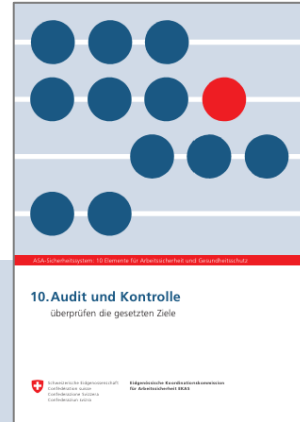 ASA-Sicherheitssystem: 10 Elemente für Arbeitssicherheit und Gesundheitsschutz
10. Audit und Kontrolle
überprüfen die gesetzten Ziele
Schweizerische Eidgenossenschaft
Confédération suisse
Confederazione Svizzera
Confederaziun svizra
Eidgenössische Koordinationskommission
für Arbeitssicherheit EKAS